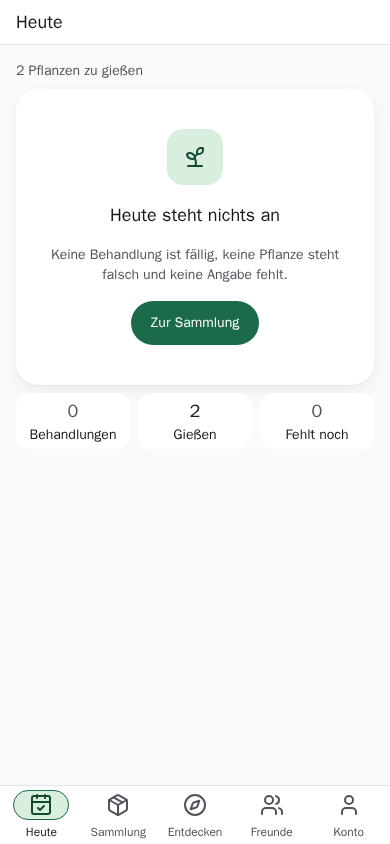 Heute
2 Pflanzen zu gießen
Heute steht nichts an
Keine Behandlung ist fällig, keine Pflanze steht
falsch und keine Angabe fehlt.
Zur Sammlung
0 2 0
Behandlungen Gießen Fehlt noch
Heute Sammlung Entdecken Freunde Konto